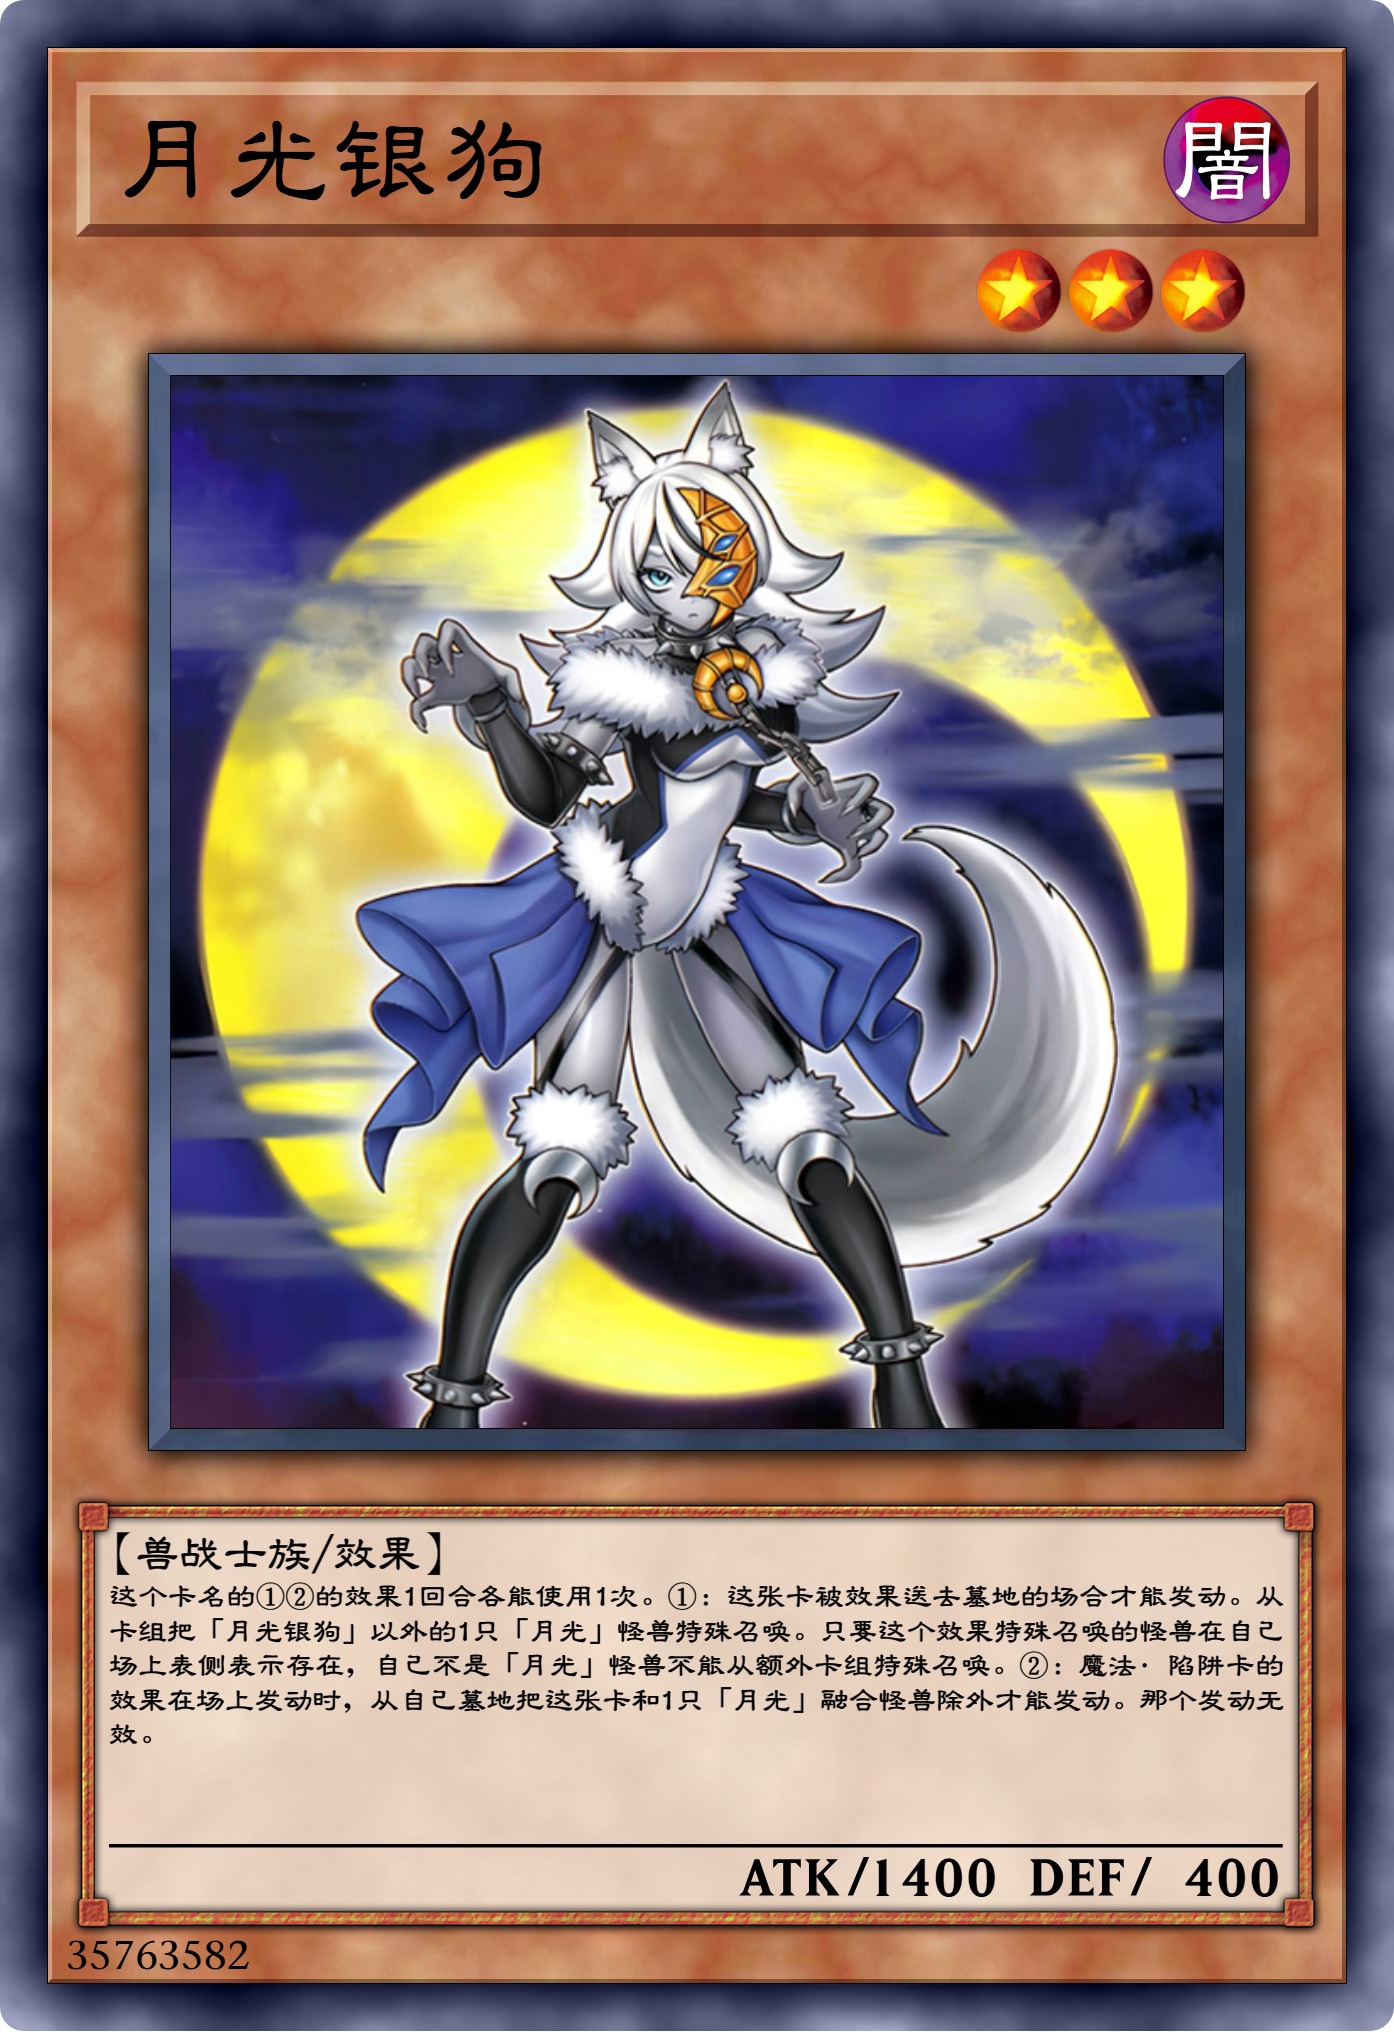 月光银狗
闇
【兽战士族/效果】
这个卡名的①②的效果1回合各能使用1次。①：这张卡被效果送去墓地的场合才能发动。从
卡组把「月光银狗」以外的1只「月光」怪兽特殊召唤。只要这个效果特殊召唤的怪兽在自己
场上表侧表示存在，自己不是「月光」怪兽不能从额外卡组特殊召唤。②：魔法·陷阱卡的
效果在场上发动时，从自己墓地把这张卡和1只「月光」融合怪兽除外才能发动。那个发动无
效。
ATK/1400 DEF/ 400
35763582